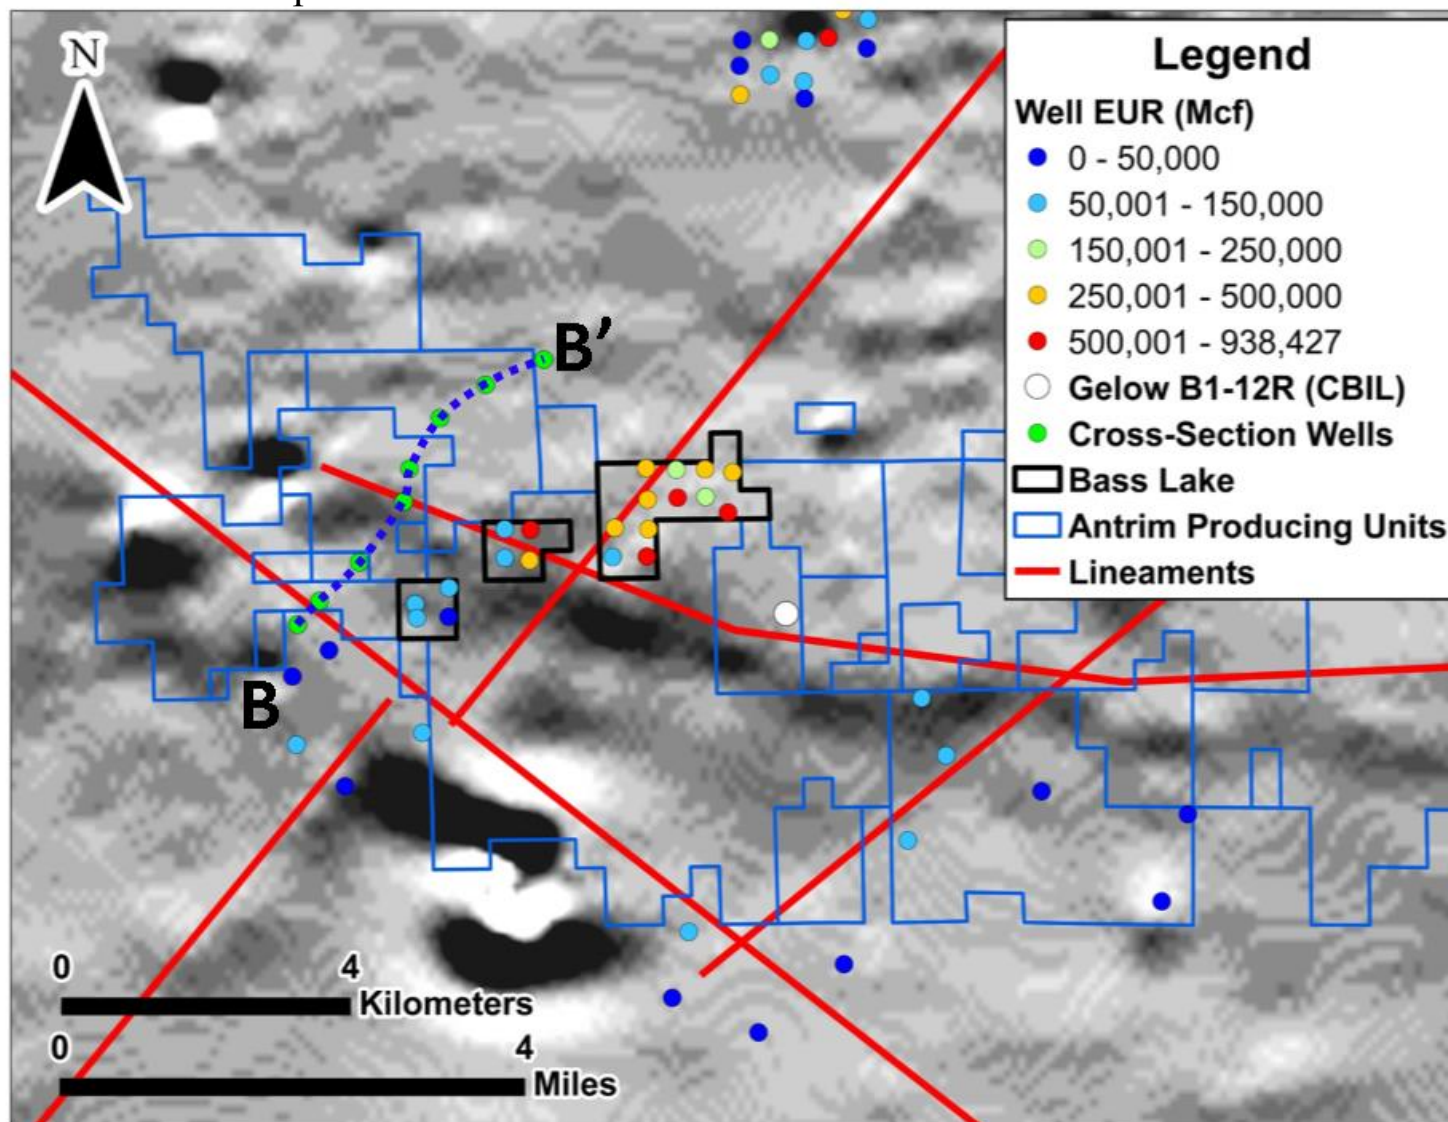 N
Legend
Well EUR (Mcf)
0 - 50,000
50,001 - 150,000
150,001 - 250,000
250,001 - 500,000
500,001 - 938,427
Gelow B1-12R (CBIL)
Cross-Section Wells
Bass Lake
Antrim Producing Units
Lineaments
B’
B
0 4
Kilometers
0 4
Miles